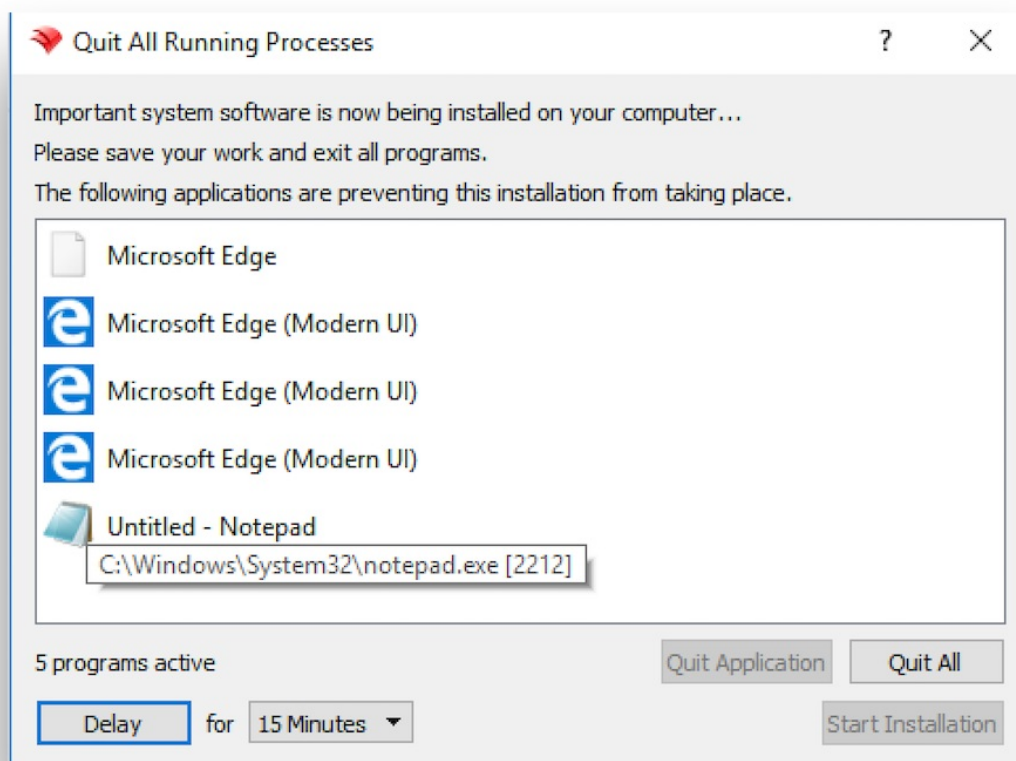 Quit All Running Processes ?
Important system software is now being installed on your computer...
Please save your work and exit all programs.
The following applications are preventing this installation from taking place.
Microsoft Edge
Microsoft Edge (Modern UI)
Microsoft Edge (Modern UI)
Microsoft Edge (Modern UI)
Untitled - Notepad
C:\Windows\System32\notepad.exe [2212]
5 programs active Quit Application Quit All
Delay for 15 Minutes Start Installation